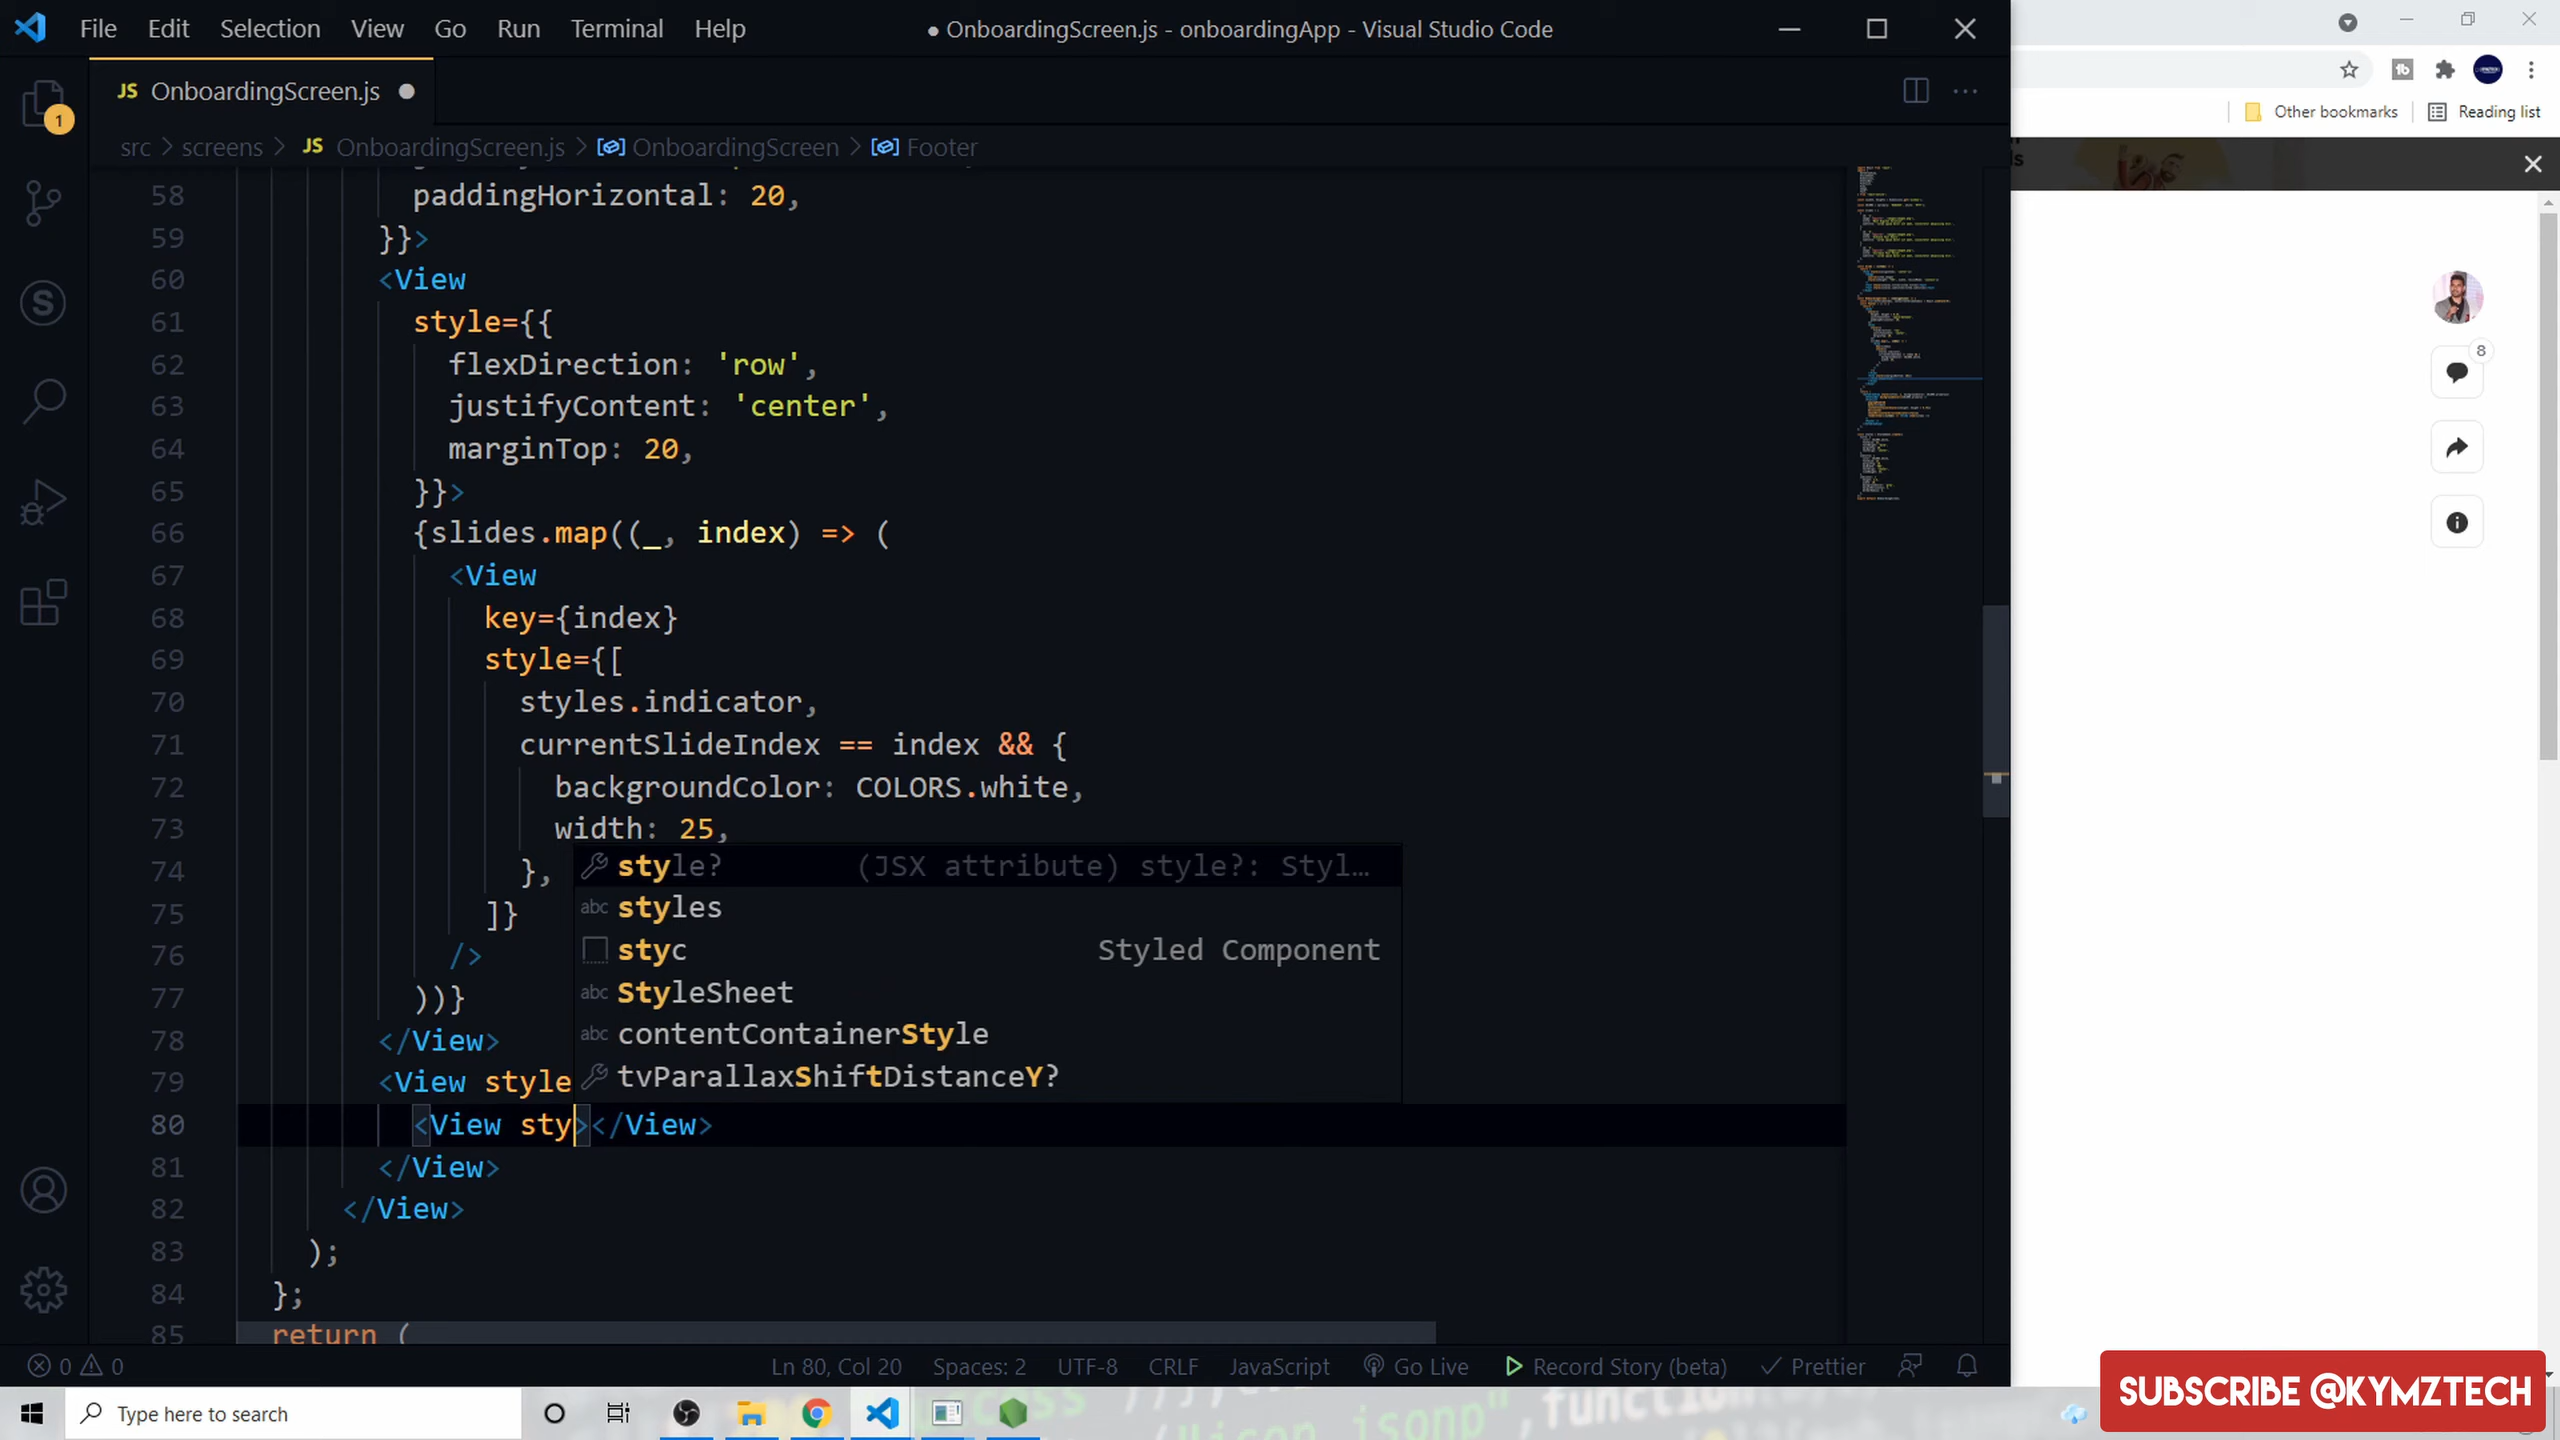 File Edit Selection View Go Run Terminal Help
● OnboardingScreen.js - onboardingApp - Visual Studio Code
JS OnboardingScreen.js
1
src > screens > JS OnboardingScreen.js > OnboardingScreen > Footer
Other bookmarks
Reading list
8
58 paddingHorizontal: 20,
59 }}>
60 <View
61 style={{
62 flexDirection: 'row',
63 justifyContent: 'center',
64 marginTop: 20,
65 }}>
66 {slides.map((_, index) => (
67 <View
68 key={index}
69 style={[
70 styles.indicator,
71 currentSlideIndex == index && {
72 backgroundColor: COLORS.white,
73 width: 25,
74 },
75 ]}
76 />
77 ))}
78 </View>
79 <View style
80 <View sty></View>
81 </View>
82 </View>
83 );
84 };
85 return (
style? (JSX attribute) style?: Styl…
abc styles
styc Styled Component
abc StyleSheet
abc contentContainerStyle
tvParallaxShiftDistanceY?
0 0
Ln 80, Col 20 Spaces: 2 UTF-8 CRLF JavaScript Go Live Record Story (beta) Prettier
Type here to search
SUBSCRIBE @KYMZTECH